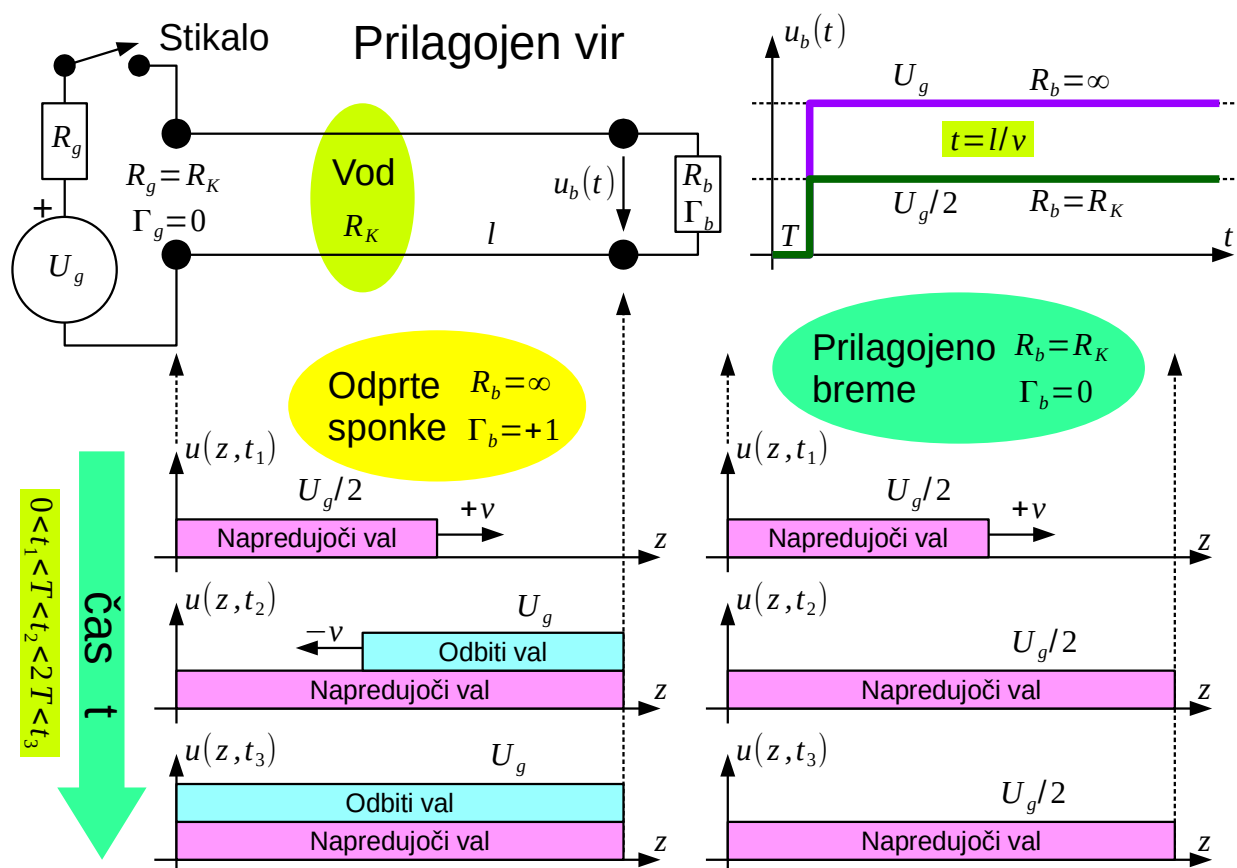 Stikalo
Prilagojen vir
R_g
R_g=R_K
Γ_g=0
+
U_g
Vod
R_K
l
u_b(t)
R_b
Γ_b
u_b(t)
U_g R_b=∞
t=l/v
U_g/2 R_b=R_K
T
t
Odprte sponke
R_b=∞
Γ_b=+1
Prilagojeno breme
R_b=R_K
Γ_b=0
čas t
0<t_1<T<t_2<2T<t_3
u(z,t_1)
U_g/2
+v
Napredujoči val
z
u(z,t_1)
U_g/2
+v
Napredujoči val
z
u(z,t_2)
U_g
−v
Odbiti val
Napredujoči val
z
u(z,t_2)
U_g/2
Napredujoči val
z
u(z,t_3)
U_g
Odbiti val
Napredujoči val
z
u(z,t_3)
U_g/2
Napredujoči val
z